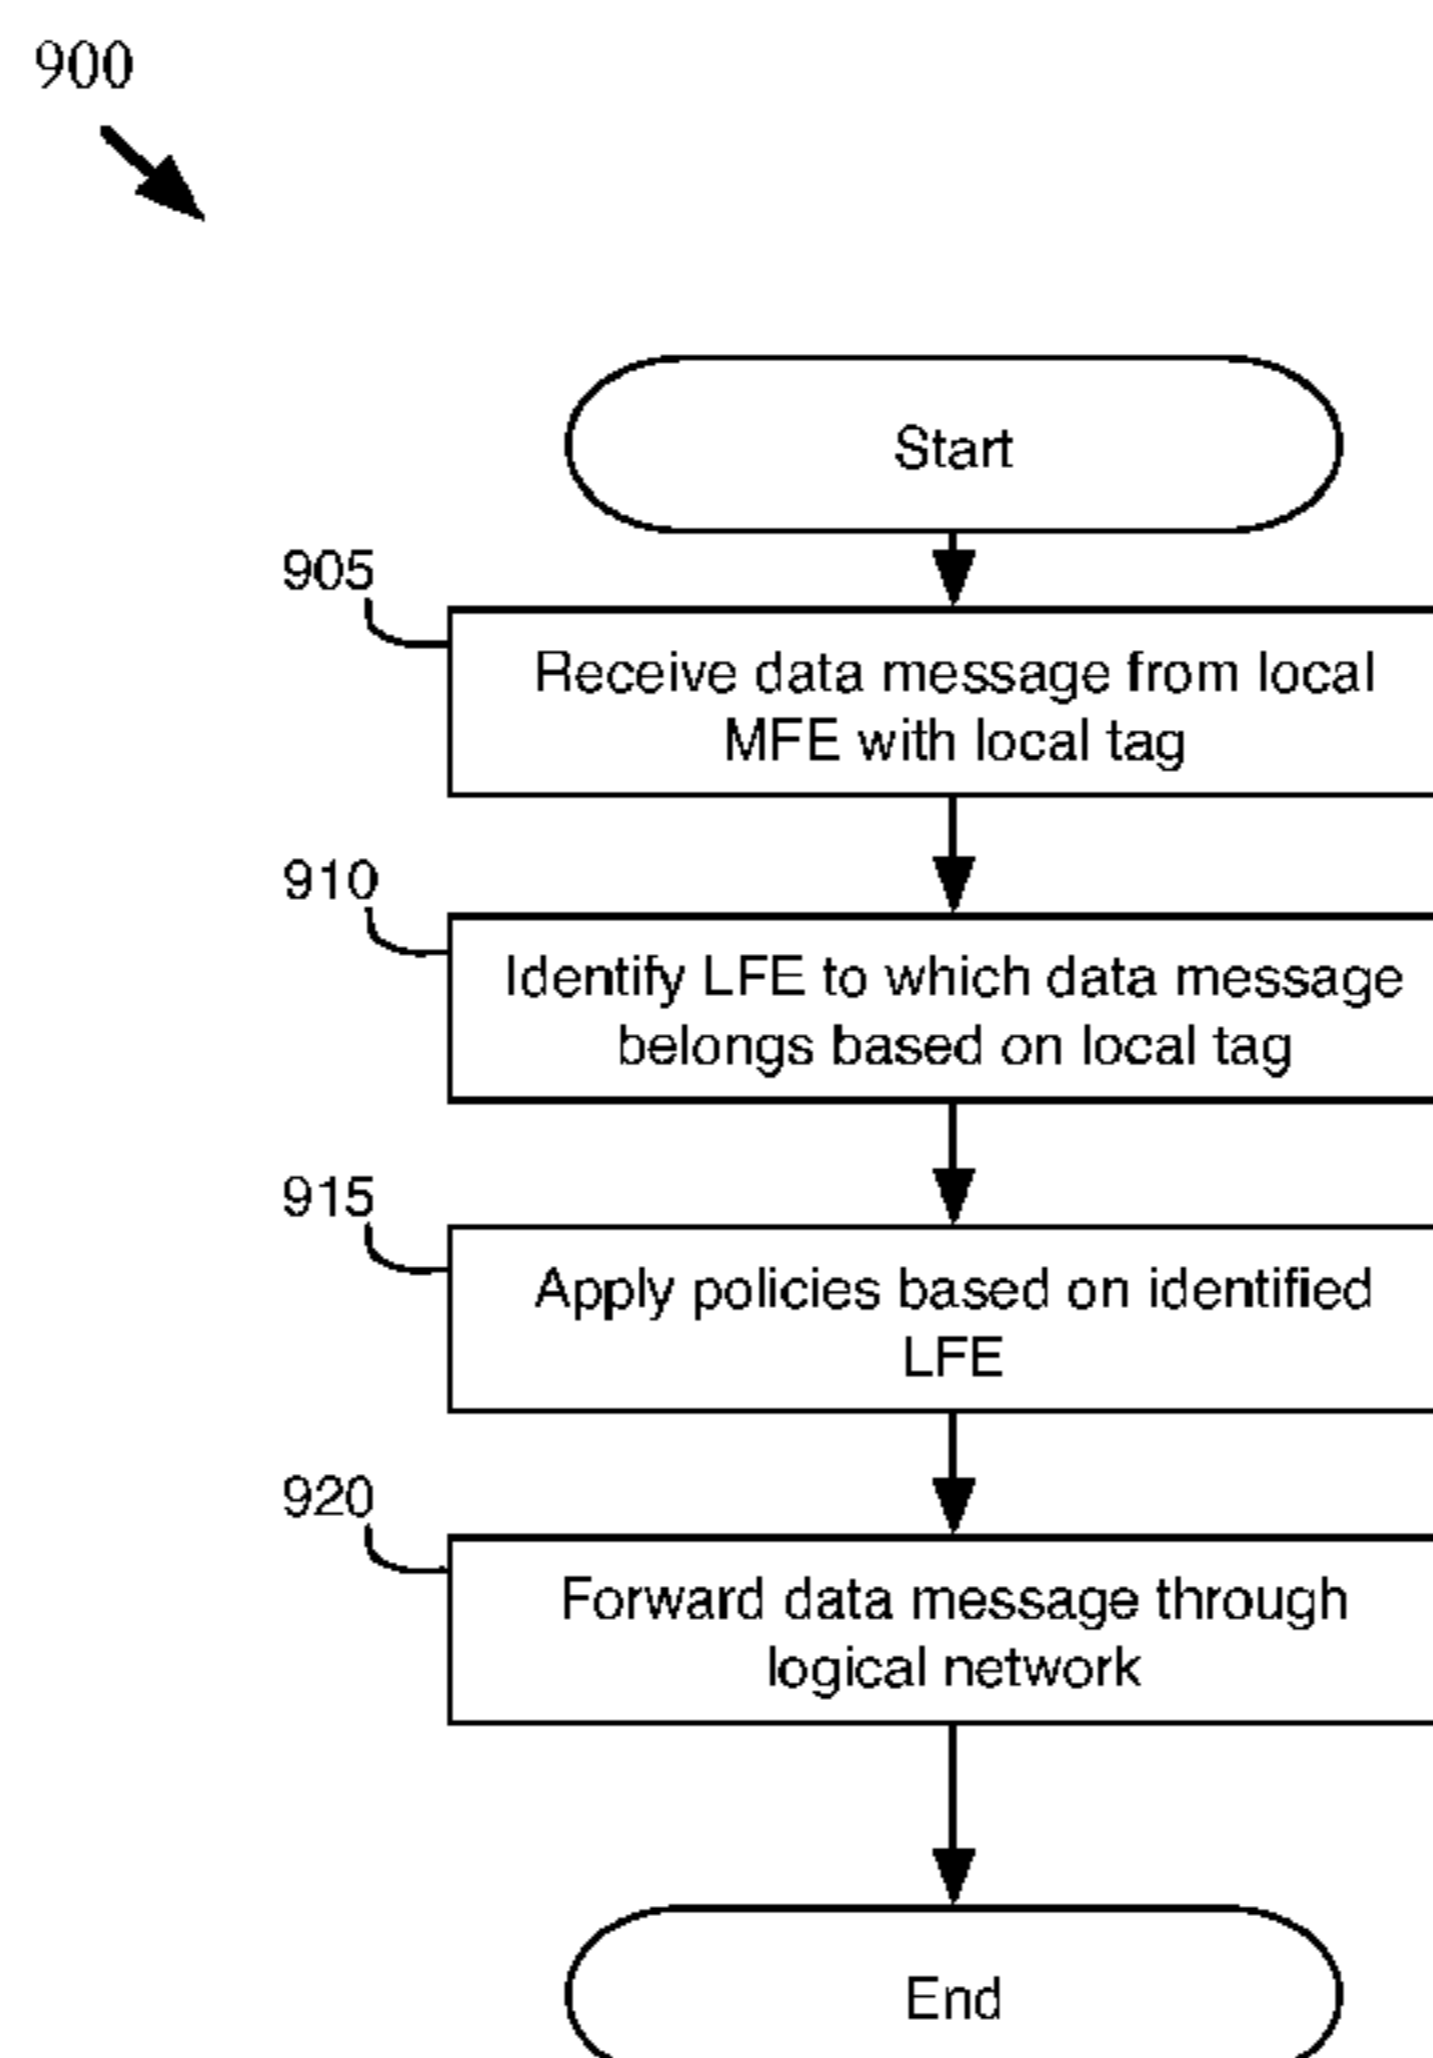 900
Start
905
Receive data message from local
MFE with local tag
910
Identify LFE to which data message
belongs based on local tag
915
Apply policies based on identified
LFE
920
Forward data message through
logical network
End